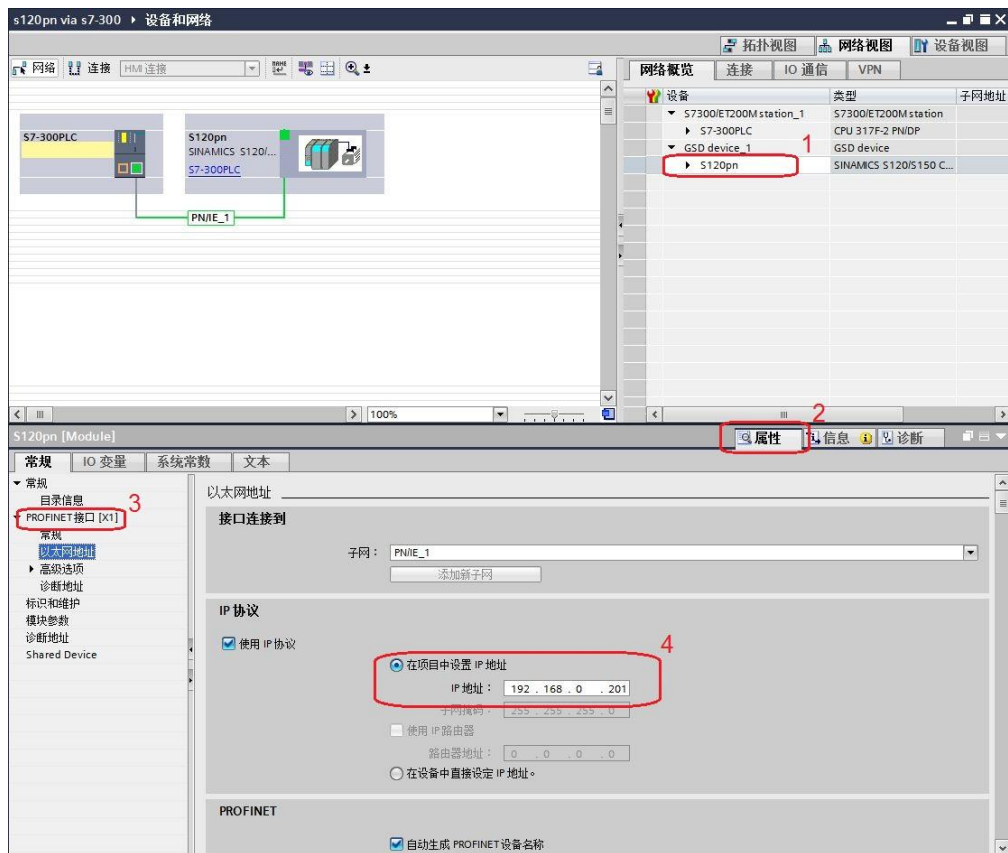 s120pn via s7-300 ▸ 设备和网络
拓扑视图 网络视图 设备视图
网络 连接 HMI 连接
网络概览 连接 IO 通信 VPN
设备 类型 子网地址
S7300/ET200M station_1 S7300/ET200M station
S7-300PLC CPU 317F-2 PN/DP
GSD device_1 GSD device
1
S120pn SINAMICS S120/S150 C...
S7-300PLC
S120pn
SINAMICS S120/...
S7-300PLC
PN/IE_1
100%
2
S120pn [Module]
属性 信息 诊断
常规 IO 变量 系统常数 文本
常规
目录信息
3
PROFINET接口 [X1]
常规
以太网地址
高级选项
诊断地址
标识和维护
模块参数
诊断地址
Shared Device
以太网地址
接口连接到
子网： PN/IE_1
添加新子网
IP 协议
使用 IP 协议
4
在项目中设置 IP 地址
IP 地址： 192 . 168 . 0 . 201
子网掩码： 255 . 255 . 255 . 0
使用 IP 路由器
路由器地址： 0 . 0 . 0 . 0
在设备中直接设定 IP 地址。
PROFINET
自动生成 PROFINET 设备名称